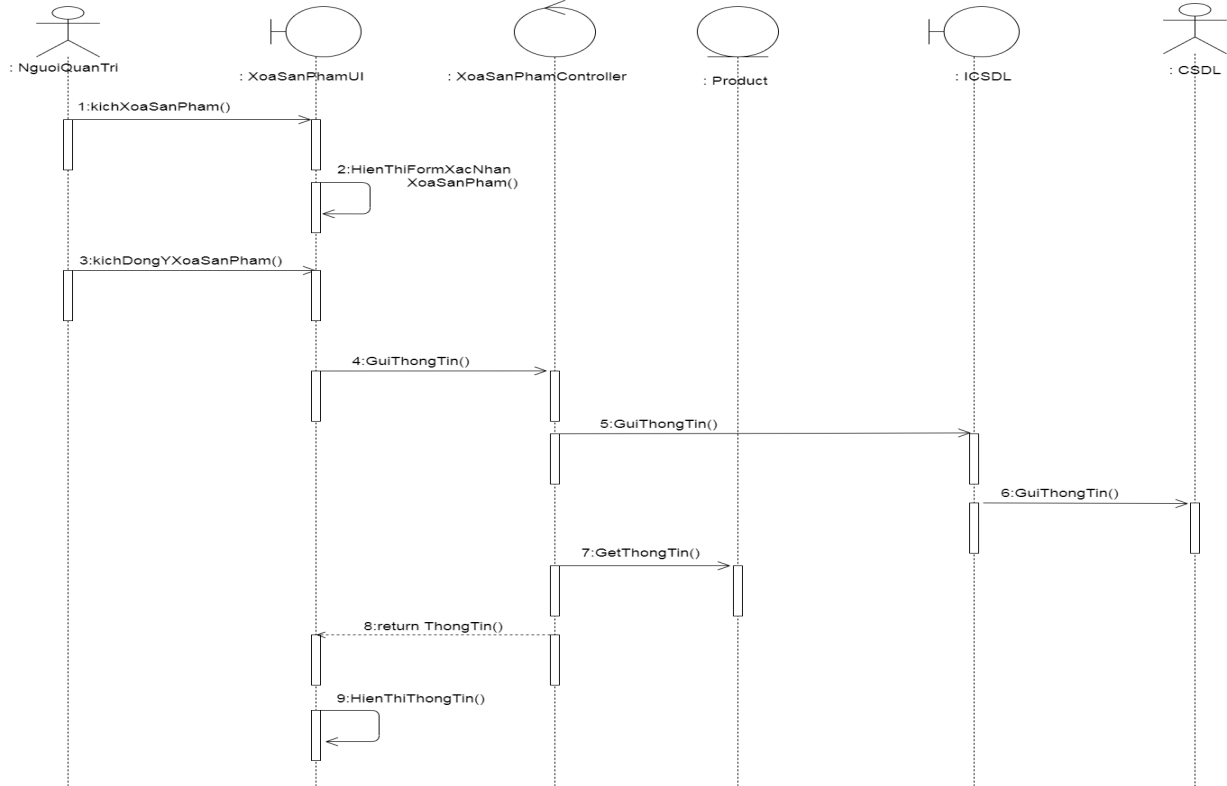 : NguoiQuanTri
: XoaSanPhamUI
: XoaSanPhamController
: Product
: ICSDL
: CSDL
1:kichXoaSanPham()
2:HienThiFormXacNhan
XoaSanPham()
3:kichDongYXoaSanPham()
4:GuiThongTin()
5:GuiThongTin()
6:GuiThongTin()
7:GetThongTin()
8:return ThongTin()
9:HienThiThongTin()